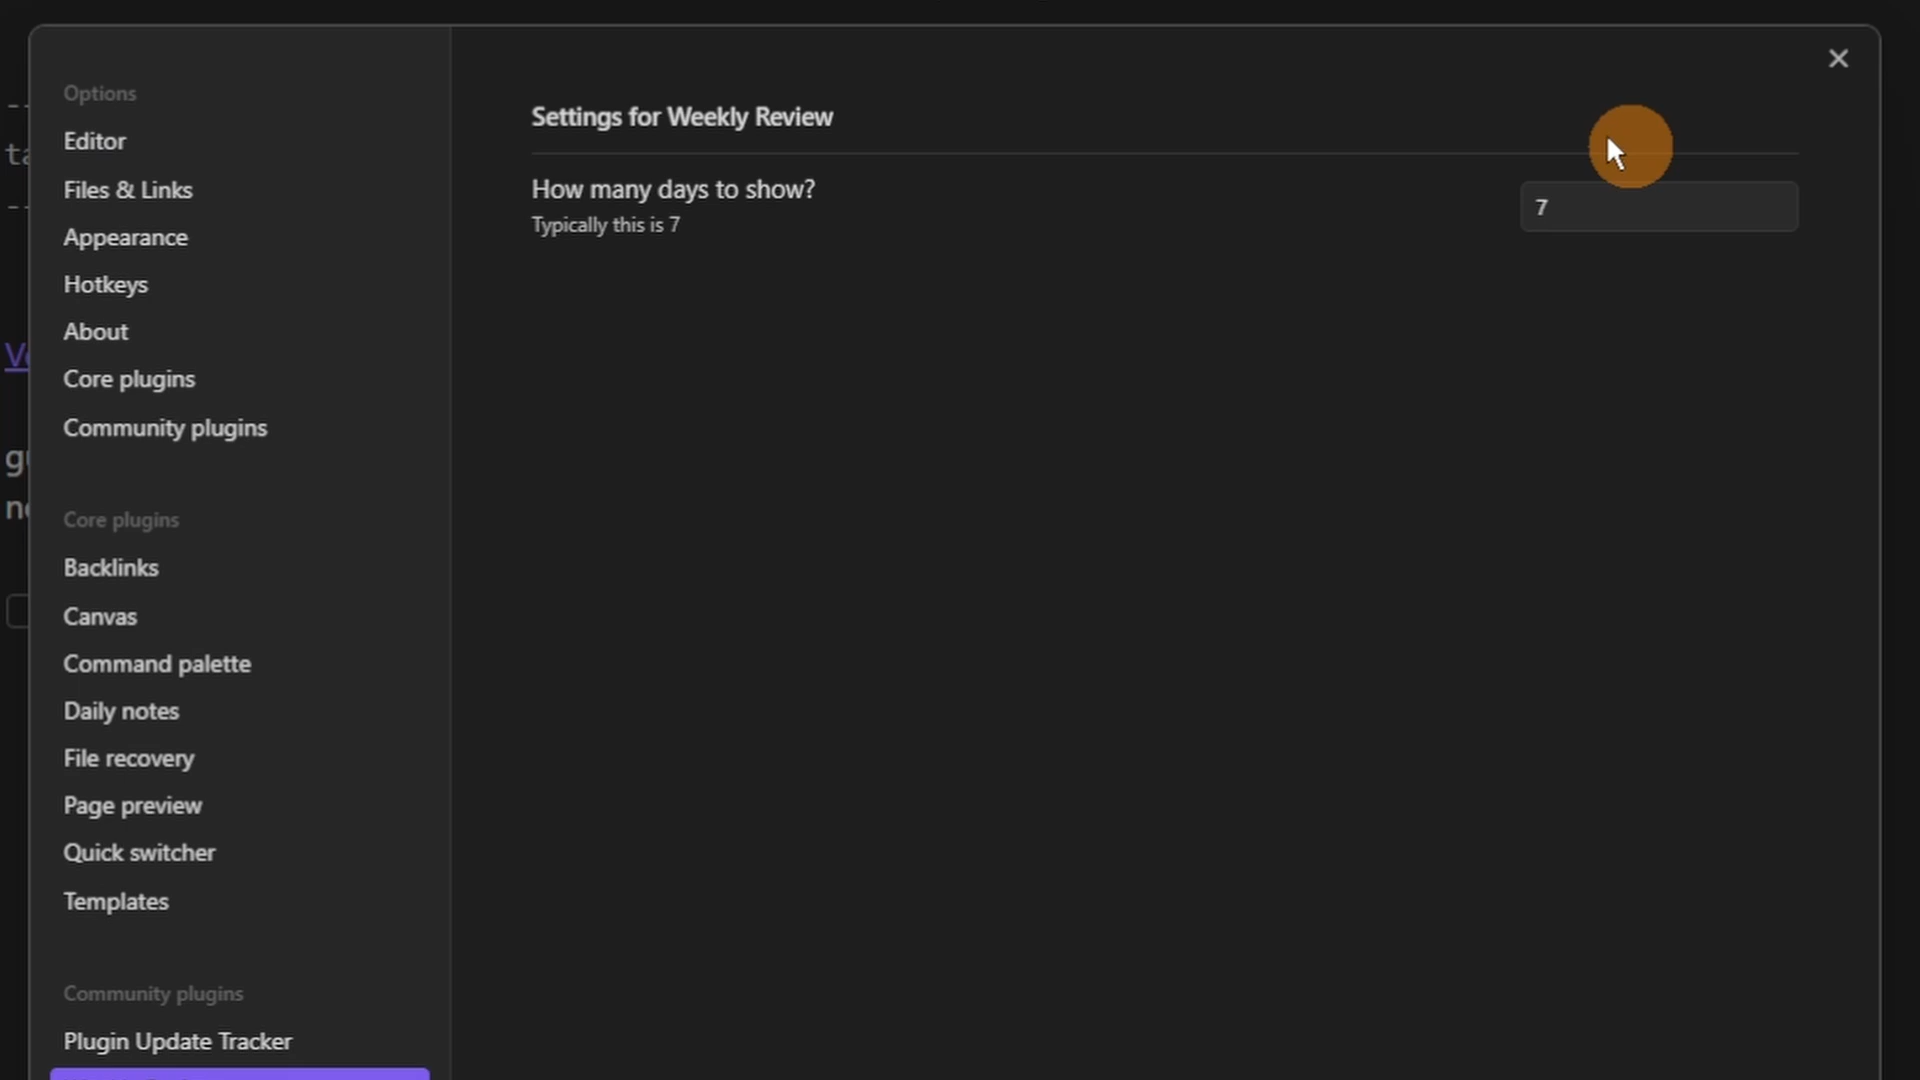 Options
Editor
Files & Links
Appearance
Hotkeys
About
Core plugins
Community plugins
Core plugins
Backlinks
Canvas
Command palette
Daily notes
File recovery
Page preview
Quick switcher
Templates
Community plugins
Plugin Update Tracker
Settings for Weekly Review
How many days to show?
Typically this is 7
7